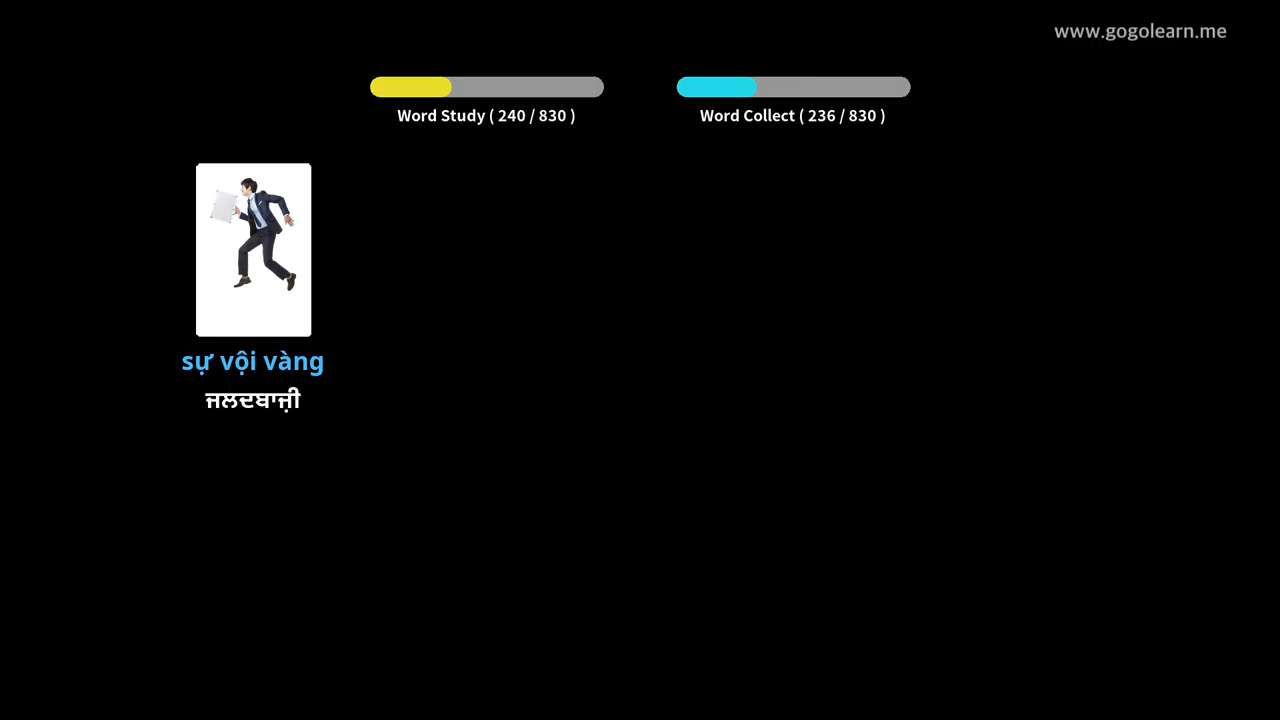 www.gogolearn.me
Word Study ( 240 / 830 )
Word Collect ( 236 / 830 )
sự vội vàng
ਜਲਦਬਾਜ਼ੀ